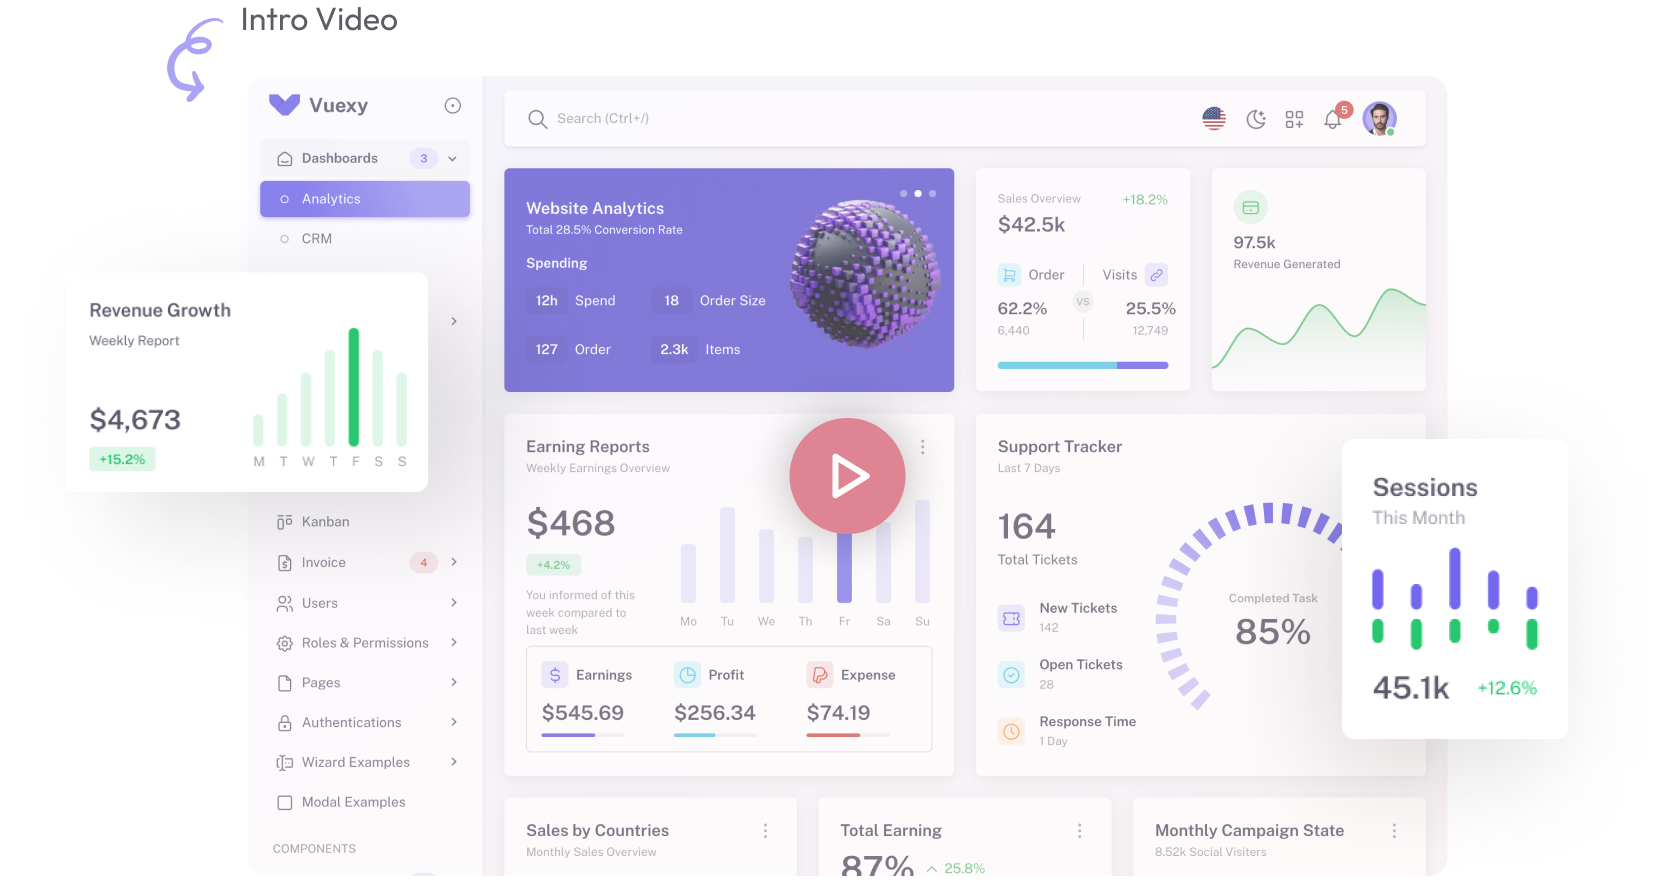 Intro Video
Vuexy
Dashboards 3
Analytics
CRM
Revenue Growth
Weekly Report
$4,673
+15.2%
M T W T F S S
Kanban
Invoice 4
Users
Roles & Permissions
Pages
Authentications
Wizard Examples
Modal Examples
COMPONENTS
Search (Ctrl+/)
5
Website Analytics
Total 28.5% Conversion Rate
Spending
12h Spend 18 Order Size
127 Order 2.3k Items
Sales Overview +18.2%
$42.5k
Order Visits
62.2% VS 25.5%
6,440 12,749
97.5k
Revenue Generated
Earning Reports
Weekly Earnings Overview
$468
+4.2%
You informed of this
week compared to
last week
Mo Tu We Th Fr Sa Su
Earnings Profit Expense
$545.69 $256.34 $74.19
Support Tracker
Last 7 Days
164
Total Tickets
New Tickets
142
Open Tickets
28
Response Time
1 Day
Completed Task
85%
Sessions
This Month
45.1k +12.6%
Sales by Countries
Monthly Sales Overview
Total Earning
87% 25.8%
Monthly Campaign State
8.52k Social Visiters